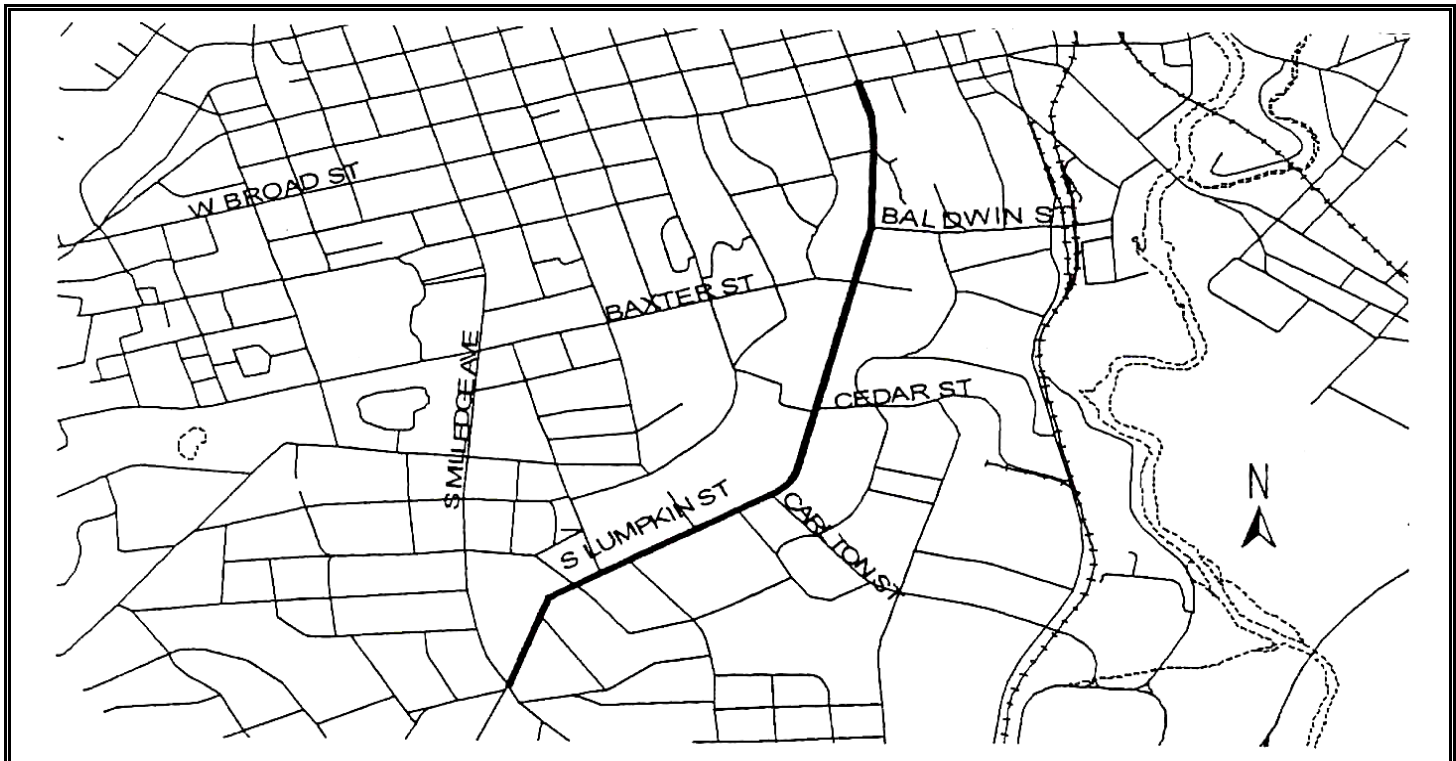 W BROAD ST
BALDWIN ST
BAXTER ST
S MILLEDGE AVE
CEDAR ST
N
S LUMPKIN ST
CARLTON ST